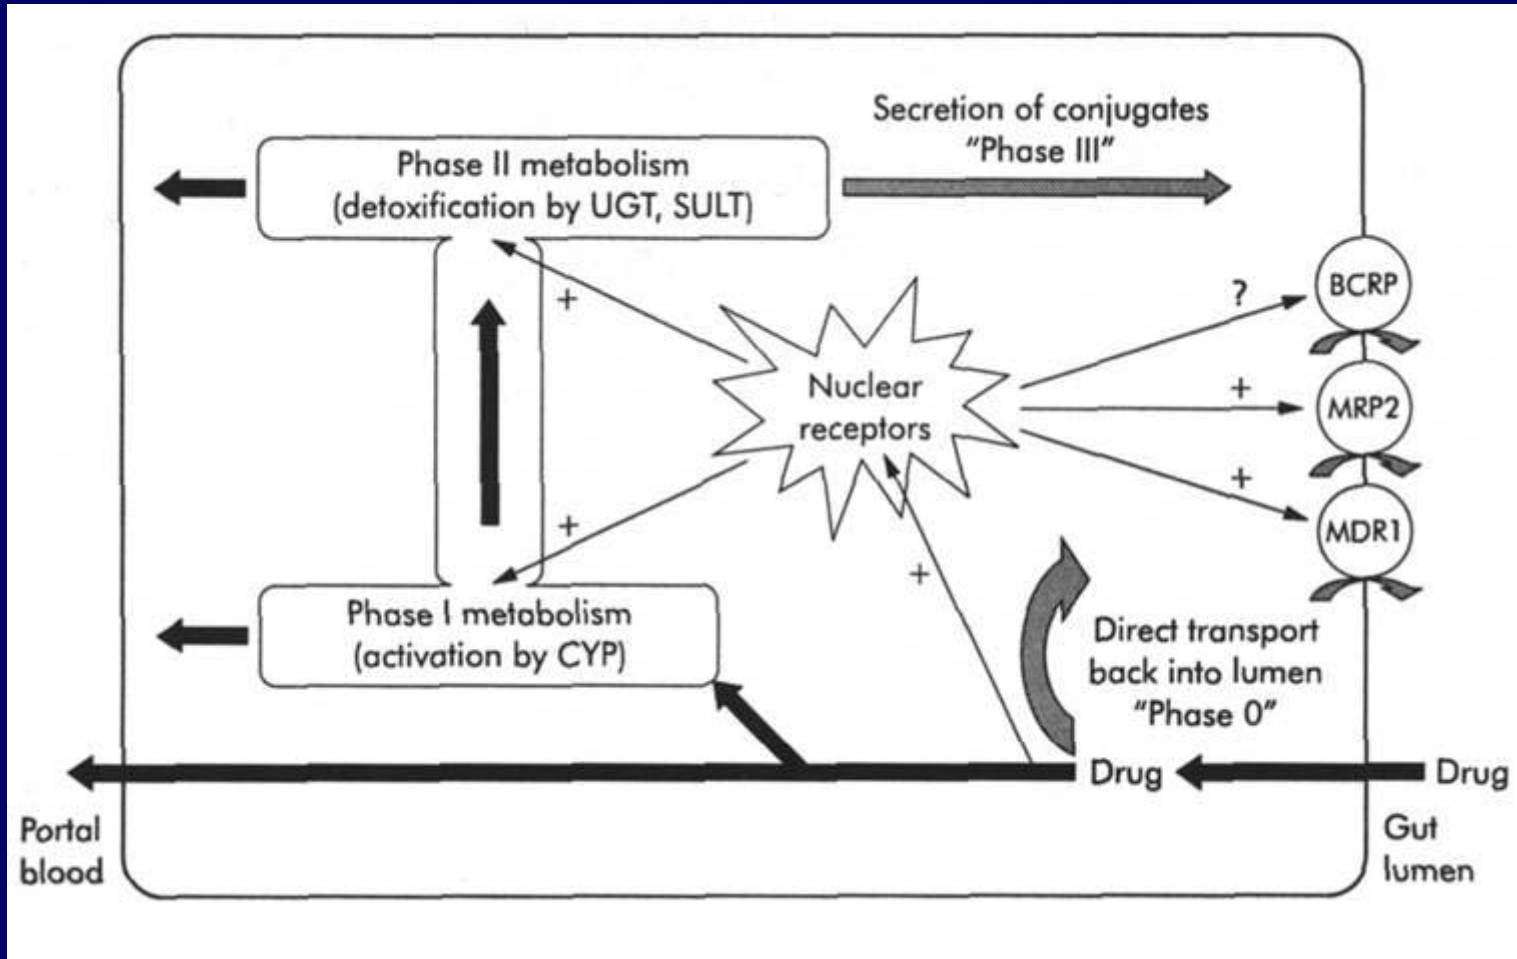 Secretion of conjugates
"Phase III"
Phase II metabolism
(detoxification by UGT, SULT)
+
?
BCRP
Nuclear
receptors
+
MRP2
+
MDR1
+
+
Phase I metabolism
(activation by CYP)
Direct transport
back into lumen
"Phase 0"
Drug
Drug
Portal
blood
Gut
lumen